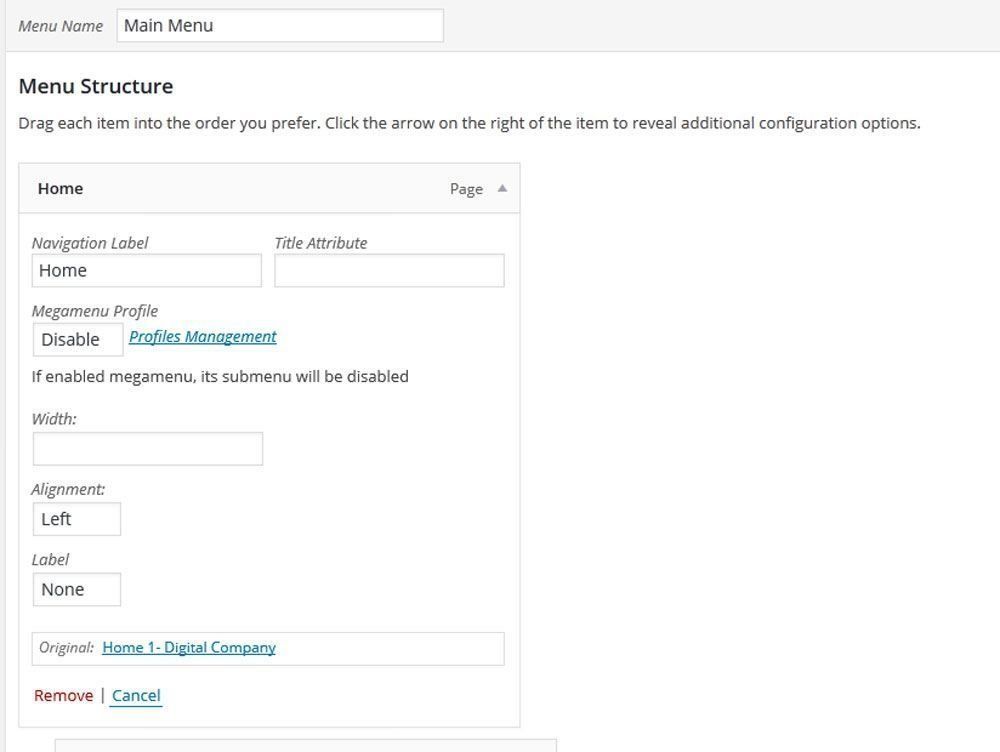 Menu Name Main Menu
Menu Structure
Drag each item into the order you prefer. Click the arrow on the right of the item to reveal additional configuration options.
Home Page
Navigation Label Title Attribute
Home
Megamenu Profile
Disable Profiles Management
If enabled megamenu, its submenu will be disabled
Width:
Alignment:
Left
Label
None
Original: Home 1- Digital Company
Remove | Cancel